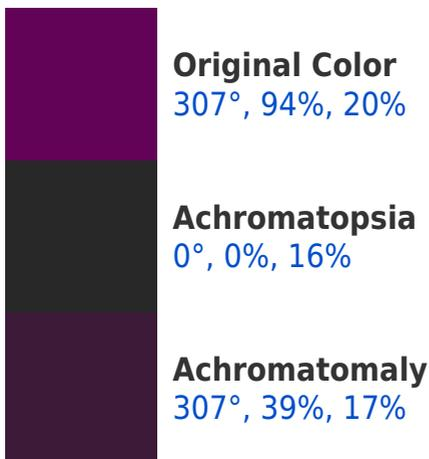 Original Color
307°, 94%, 20%
Achromatopsia
0°, 0%, 16%
Achromatomaly
307°, 39%, 17%